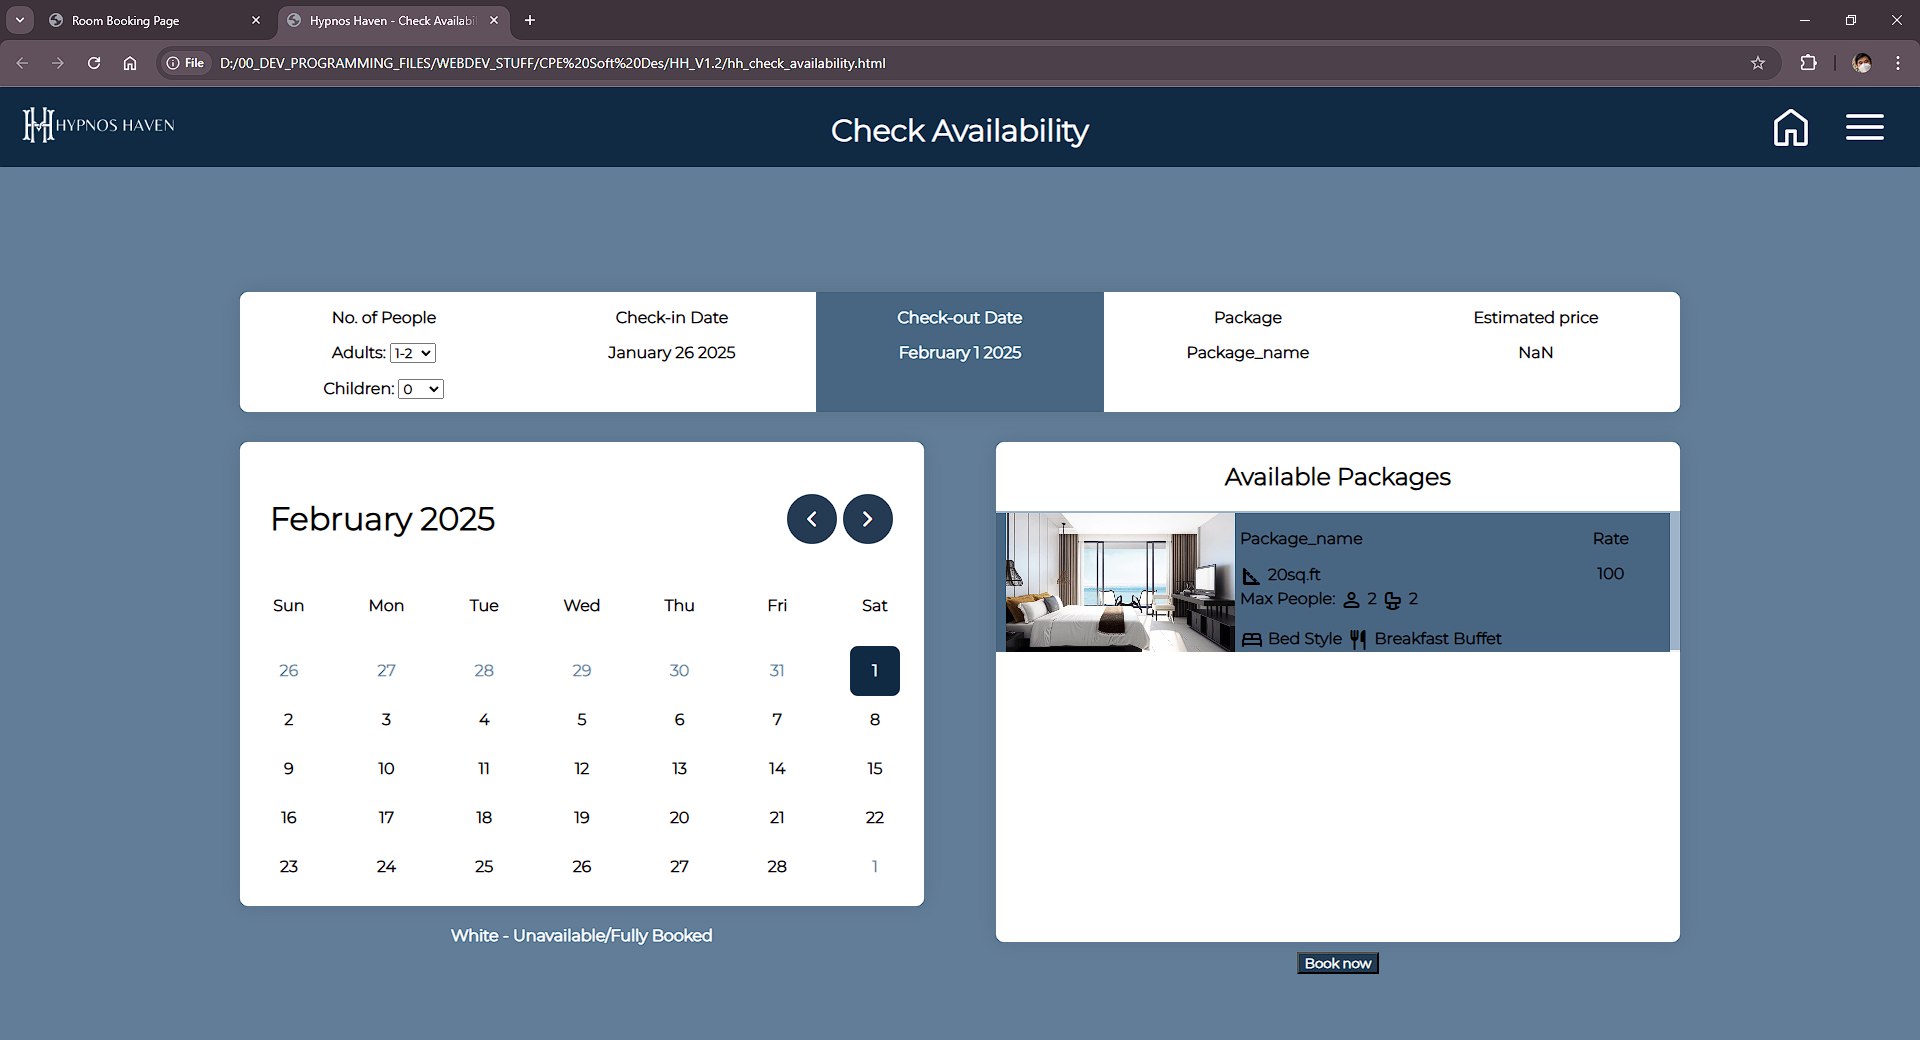 Room Booking Page
Hypnos Haven - Check Availabi
File
D:/00_DEV_PROGRAMMING_FILES/WEBDEV_STUFF/CPE%20Soft%20Des/HH_V1.2/hh_check_availability.html
HYPNOS HAVEN
Check Availability
No. of People
Adults: 1-2
Children: 0
Check-in Date
January 26 2025
Check-out Date
February 1 2025
Package
Package_name
Estimated price
NaN
February 2025
Sun Mon Tue Wed Thu Fri Sat
26 27 28 29 30 31 1
2 3 4 5 6 7 8
9 10 11 12 13 14 15
16 17 18 19 20 21 22
23 24 25 26 27 28 1
White - Unavailable/Fully Booked
Available Packages
Package_name Rate
20sq.ft 100
Max People: 2 2
Bed Style Breakfast Buffet
Book now